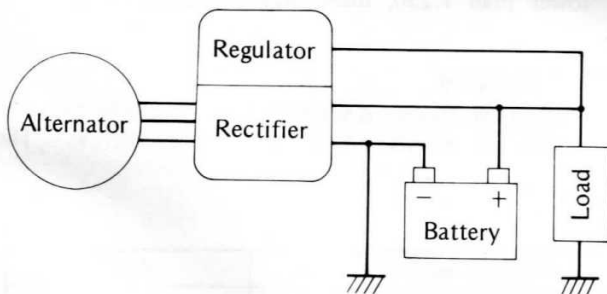 Regulator
Alternator
Rectifier
Load
− +
Battery